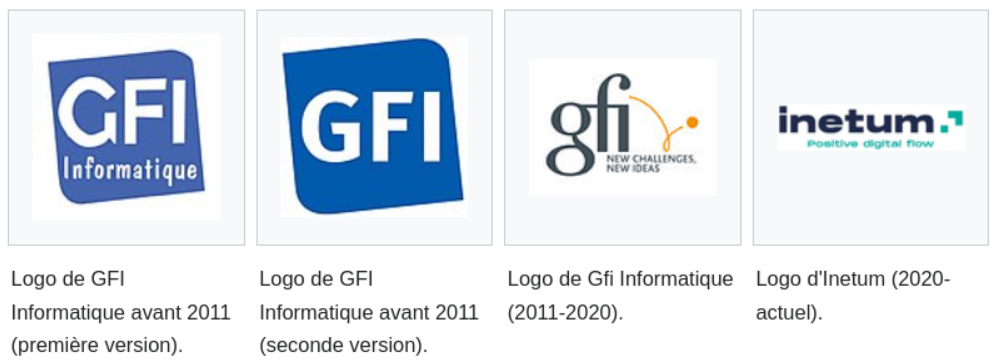 GFI
Informatique
GFI
gfi
NEW CHALLENGES,
NEW IDEAS
inetum
Positive digital flow
Logo de GFI
Informatique avant 2011
(première version).
Logo de GFI
Informatique avant 2011
(seconde version).
Logo de Gfi Informatique
(2011-2020).
Logo d'Inetum (2020-
actuel).